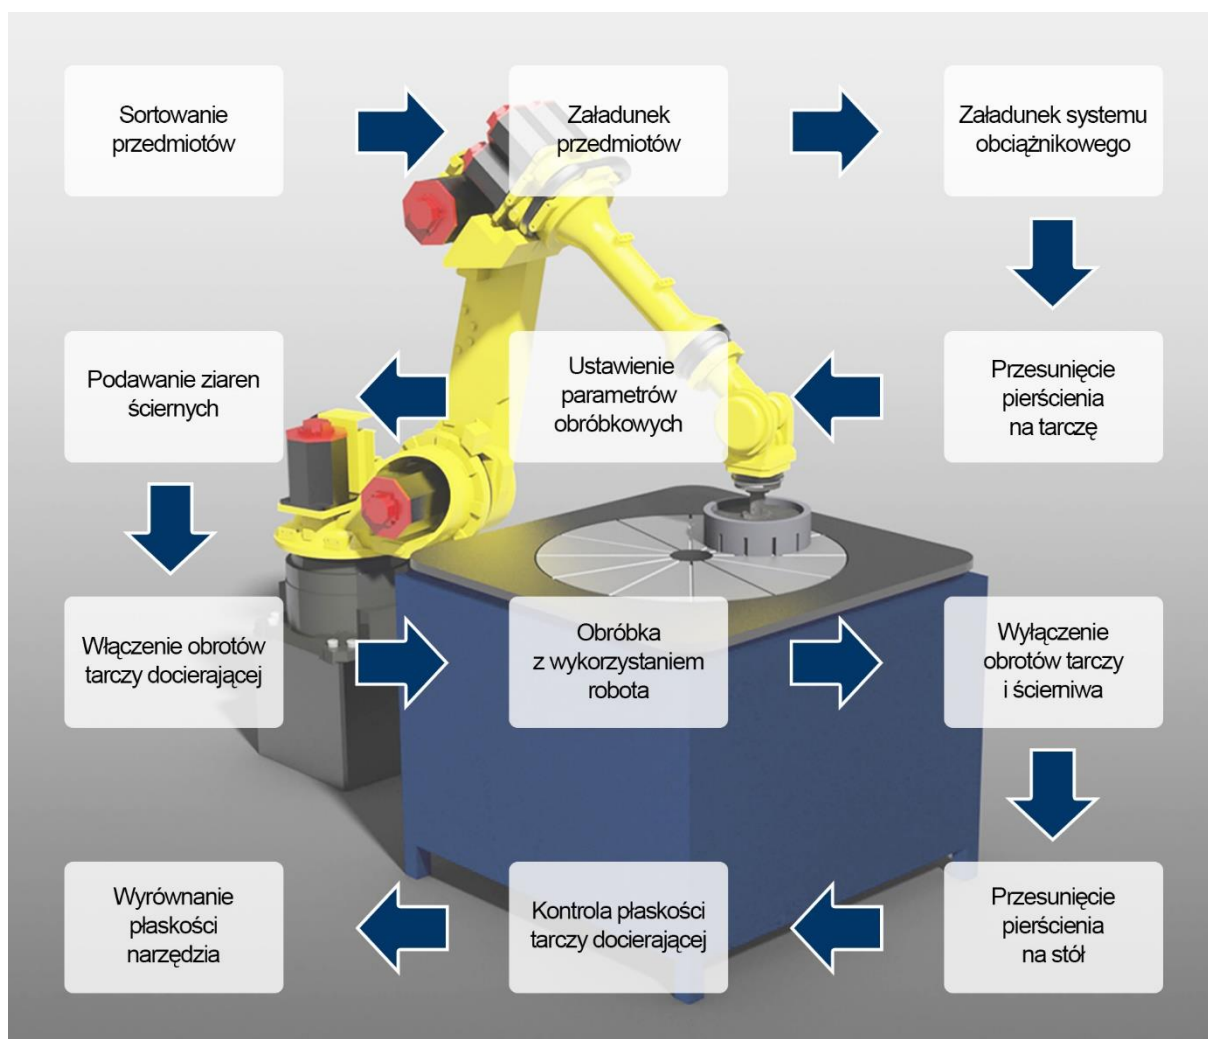 Sortowanie
przedmiotów
Załadunek
przedmiotów
Załadunek systemu
obciążnikowego
Przesunięcie
pierścienia
na tarczę
Ustawienie
parametrów
obróbkowych
Podawanie ziaren
ściernych
Włączenie obrotów
tarczy docierającej
Obróbka
z wykorzystaniem
robota
Wyłączenie
obrotów tarczy
i ścierniwa
Przesunięcie
pierścienia
na stół
Kontrola płaskości
tarczy docierającej
Wyrównanie
płaskości
narzędzia